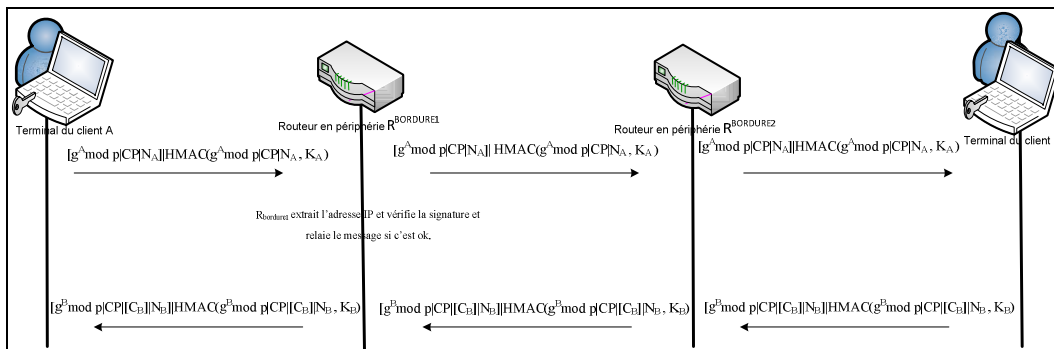 Terminal du client A
Routeur en périphérie R^BORDURE1
Routeur en périphérie R^BORDURE2
Terminal du client
[g^A mod p|CP|N_A]|HMAC(g^A mod p|CP|N_A, K_A)
[g^A mod p|CP|N_A]| HMAC(g^A mod p|CP|N_A, K_A)
[g^A mod p|CP|N_A]|HMAC(g^A mod p|CP|N_A, K_A)
R_bordure1 extrait l'adresse IP et vérifie la signature et
relaie le message si c'est ok.
[g^B mod p|CP|[C_B]|N_B]|HMAC(g^B mod p|CP|[C_B]|N_B, K_B)
[g^B mod p|CP|[C_B]|N_B]|HMAC(g^B mod p|CP|[C_B]|N_B, K_B)
[g^B mod p|CP|[C_B]|N_B]|HMAC(g^B mod p|CP|[C_B]|N_B, K_B)